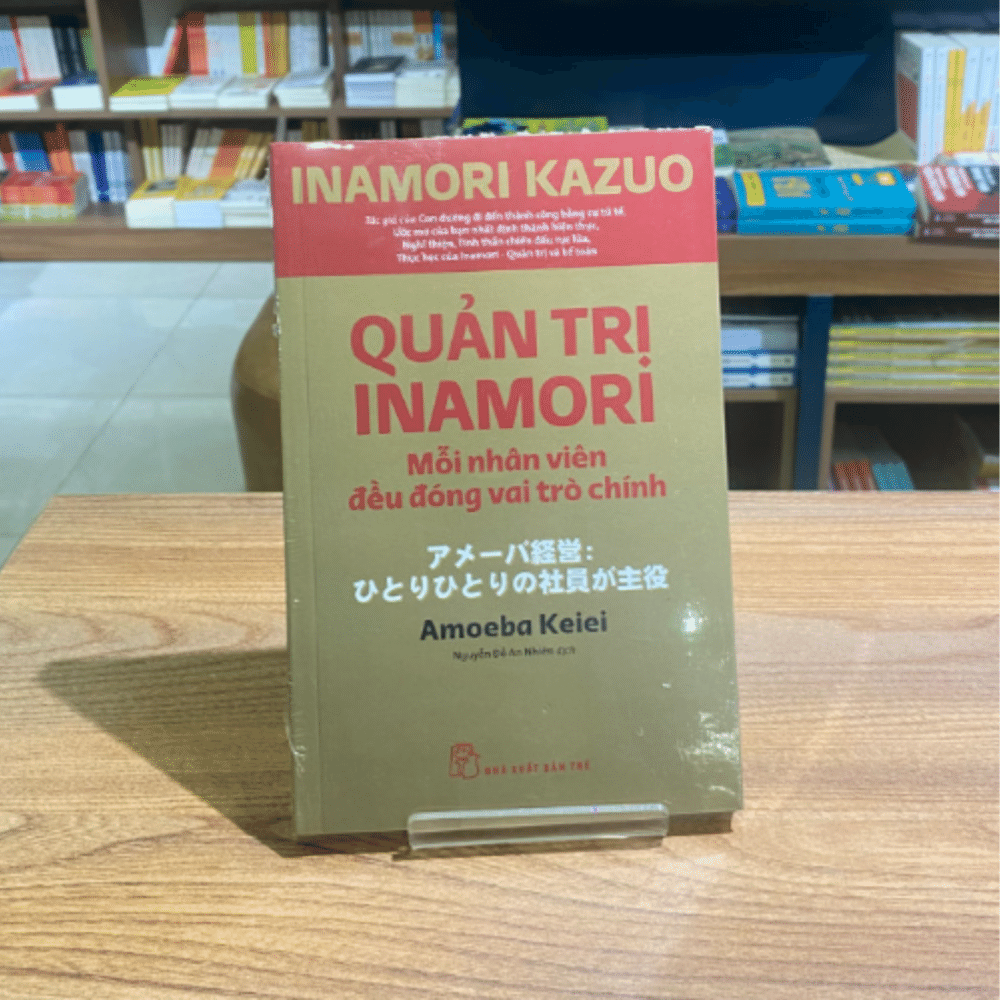 INAMORI KAZUO
Tác giả của Con đường đi đến thành công bằng sự tử tế,
Ước mơ của bạn nhất định thành hiện thực,
Nghĩ thiện, Tinh thần chiến đấu rực lửa,
Thực học của Inamori - Quản trị và kế toán
QUẢN TRỊ
INAMORI
Mỗi nhân viên
đều đóng vai trò chính
アメーバ経営:
ひとりひとりの社員が主役
Amoeba Keiei
Nguyễn Đỗ An Nhiên dịch
NHÀ XUẤT BẢN TRẺ